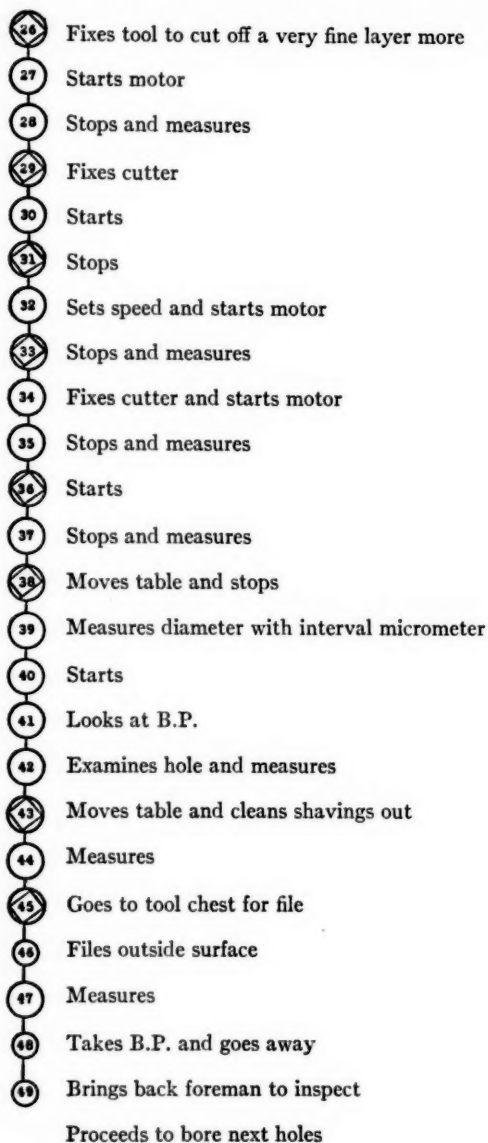 26 Fixes tool to cut off a very fine layer more
27 Starts motor
28 Stops and measures
29 Fixes cutter
30 Starts
31 Stops
32 Sets speed and starts motor
33 Stops and measures
34 Fixes cutter and starts motor
35 Stops and measures
36 Starts
37 Stops and measures
38 Moves table and stops
39 Measures diameter with interval micrometer
40 Starts
41 Looks at B.P.
42 Examines hole and measures
43 Moves table and cleans shavings out
44 Measures
45 Goes to tool chest for file
46 Files outside surface
47 Measures
48 Takes B.P. and goes away
49 Brings back foreman to inspect
Proceeds to bore next holes